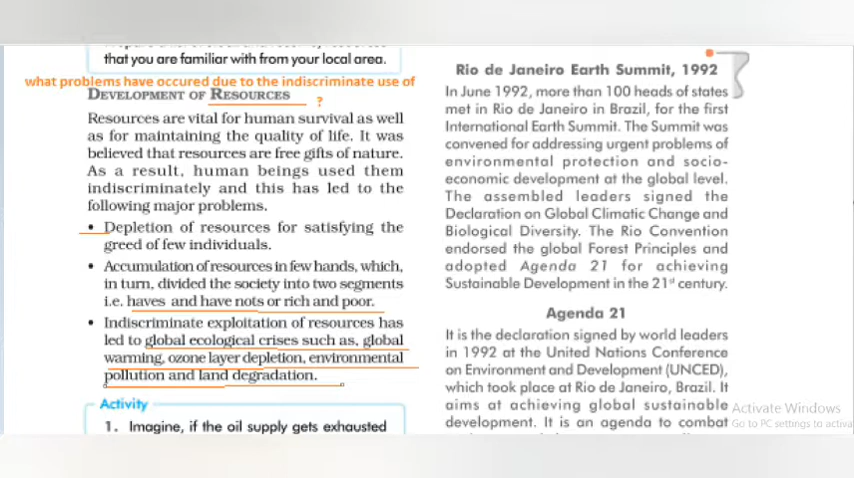 that you are familiar with from your local area.
what problems have occured due to the indiscriminate use of
DEVELOPMENT OF RESOURCES
?
Resources are vital for human survival as well
as for maintaining the quality of life. It was
believed that resources are free gifts of nature.
As a result, human beings used them
indiscriminately and this has led to the
following major problems.
• Depletion of resources for satisfying the
greed of few individuals.
• Accumulation of resources in few hands, which,
in turn, divided the society into two segments
i.e. haves and have nots or rich and poor.
• Indiscriminate exploitation of resources has
led to global ecological crises such as, global
warming, ozone layer depletion, environmental
pollution and land degradation.
Activity
1. Imagine, if the oil supply gets exhausted
Rio de Janeiro Earth Summit, 1992
In June 1992, more than 100 heads of states
met in Rio de Janeiro in Brazil, for the first
International Earth Summit. The Summit was
convened for addressing urgent problems of
environmental protection and socio-
economic development at the global level.
The assembled leaders signed the
Declaration on Global Climatic Change and
Biological Diversity. The Rio Convention
endorsed the global Forest Principles and
adopted Agenda 21 for achieving
Sustainable Development in the 21st century.
Agenda 21
It is the declaration signed by world leaders
in 1992 at the United Nations Conference
on Environment and Development (UNCED),
which took place at Rio de Janeiro, Brazil. It
aims at achieving global sustainable
development. It is an agenda to combat
Activate Windows
Go to PC settings to activa